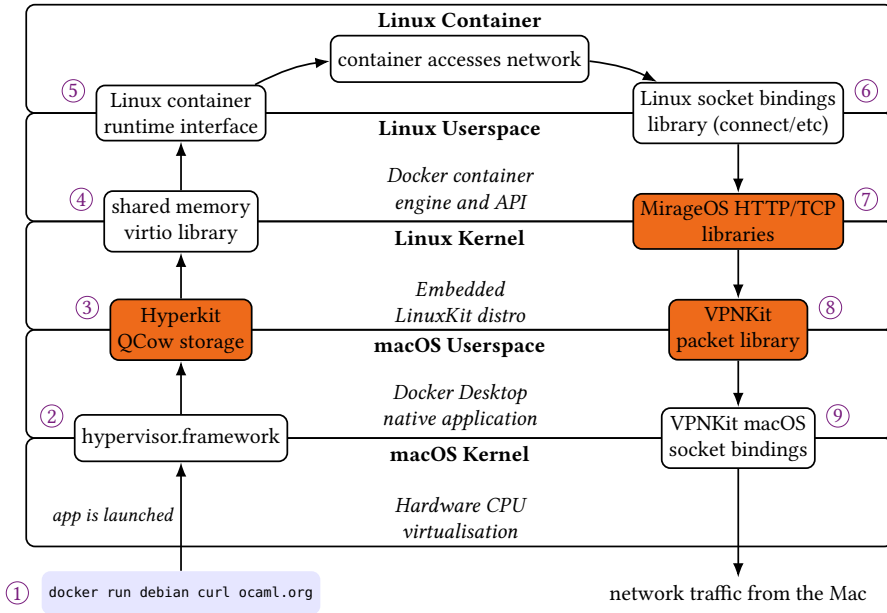 Linux Container
container accesses network
⑤
Linux container
runtime interface
⑥
Linux socket bindings
library (connect/etc)
Linux Userspace
④
shared memory
virtio library
Docker container
engine and API
⑦
MirageOS HTTP/TCP
libraries
Linux Kernel
③
Hyperkit
QCow storage
Embedded
LinuxKit distro
⑧
VPNKit
packet library
macOS Userspace
②
hypervisor.framework
Docker Desktop
native application
⑨
VPNKit macOS
socket bindings
macOS Kernel
app is launched
Hardware CPU
virtualisation
①
docker run debian curl ocaml.org
network traffic from the Mac